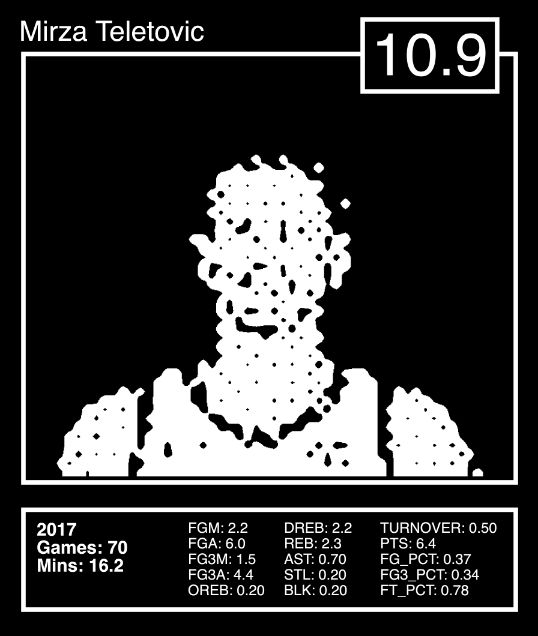 Mirza Teletovic
10.9
2017
Games: 70
Mins: 16.2
FGM: 2.2
FGA: 6.0
FG3M: 1.5
FG3A: 4.4
OREB: 0.20
DREB: 2.2
REB: 2.3
AST: 0.70
STL: 0.20
BLK: 0.20
TURNOVER: 0.50
PTS: 6.4
FG_PCT: 0.37
FG3_PCT: 0.34
FT_PCT: 0.78